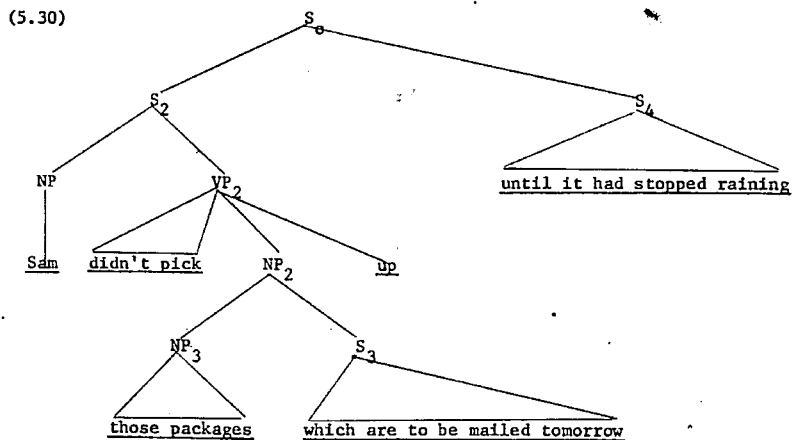 (5.30)
S₀
S₂ S₄
NP VP₂ until it had stopped raining
Sam didn't pick NP₂ up
NP₃ S₃
those packages which are to be mailed tomorrow